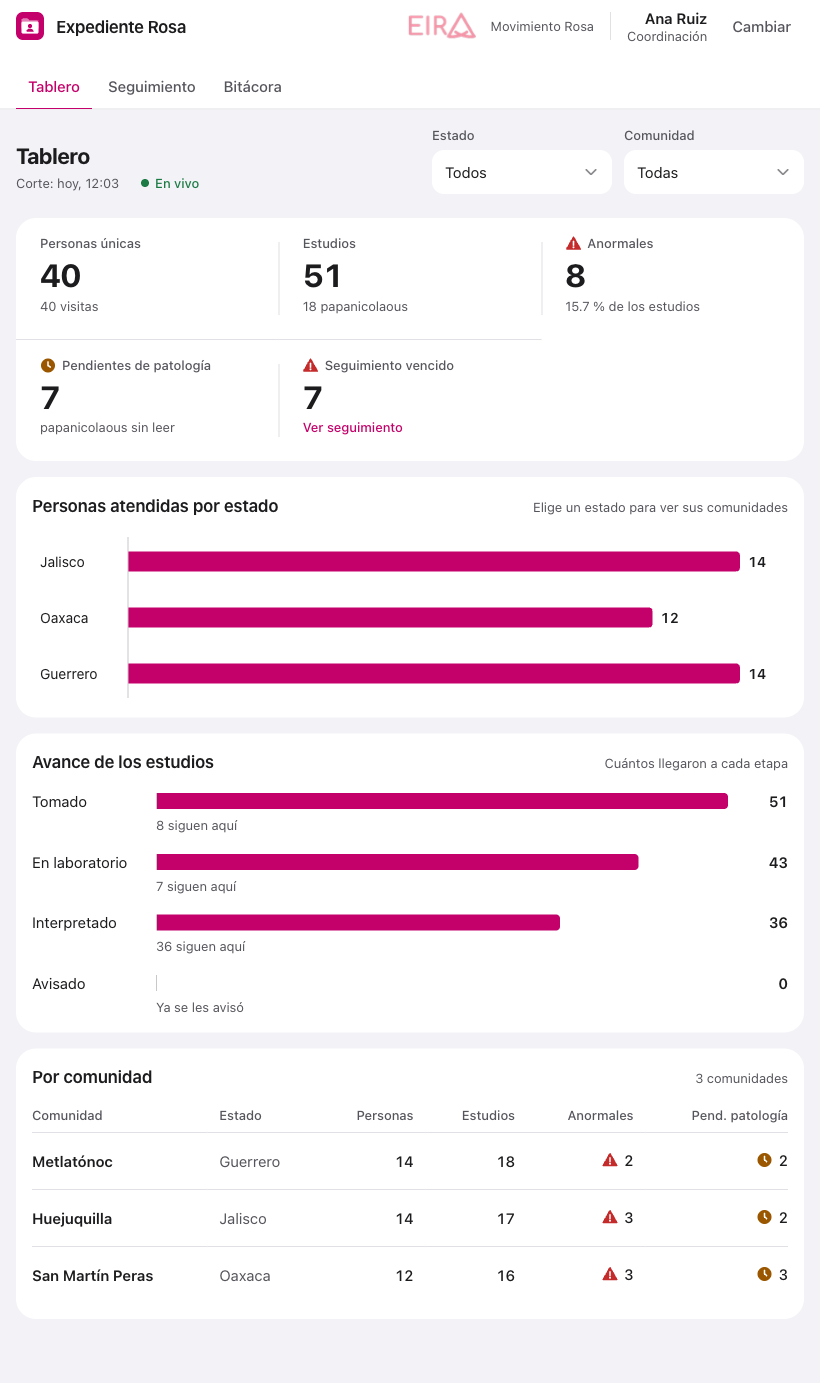 Expediente Rosa
EIRA
Movimiento Rosa
Ana Ruiz
Coordinación
Cambiar
Tablero
Seguimiento
Bitácora
Tablero
Corte: hoy, 12:03
En vivo
Estado
Todos
Comunidad
Todas
Personas únicas
40
40 visitas
Estudios
51
18 papanicolaous
Anormales
8
15.7 % de los estudios
Pendientes de patología
7
papanicolaous sin leer
Seguimiento vencido
7
Ver seguimiento
Personas atendidas por estado
Elige un estado para ver sus comunidades
Jalisco 14
Oaxaca 12
Guerrero 14
Avance de los estudios
Cuántos llegaron a cada etapa
Tomado 51
8 siguen aquí
En laboratorio 43
7 siguen aquí
Interpretado 36
36 siguen aquí
Avisado 0
Ya se les avisó
Por comunidad
3 comunidades
Comunidad Estado Personas Estudios Anormales Pend. patología
Metlatónoc Guerrero 14 18 2 2
Huejuquilla Jalisco 14 17 3 2
San Martín Peras Oaxaca 12 16 3 3